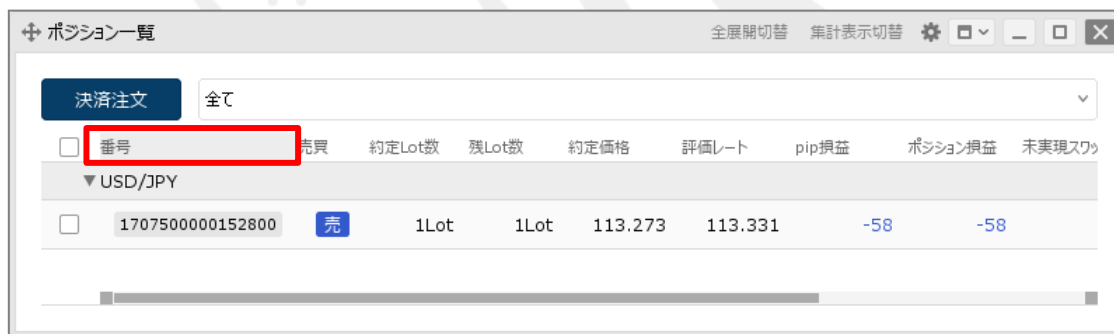 ポジション一覧 全展開切替 集計表示切替
決済注文 全て
番号 売買 約定Lot数 残Lot数 約定価格 評価レート pip損益 ポジション損益 未実現スワッ
▼USD/JPY
1707500000152800 売 1Lot 1Lot 113.273 113.331 -58 -58